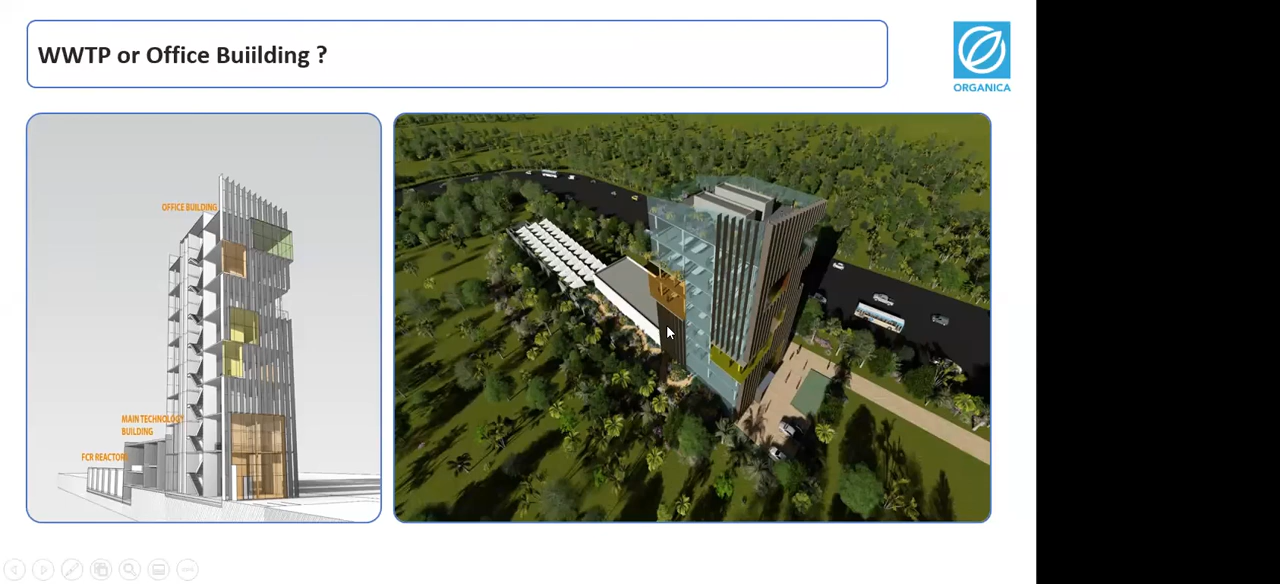 WWTP or Office Buiilding ?
ORGANICA
OFFICE BUILDING
MAIN TECHNOLOGY
BUILDING
FCR REACTORS